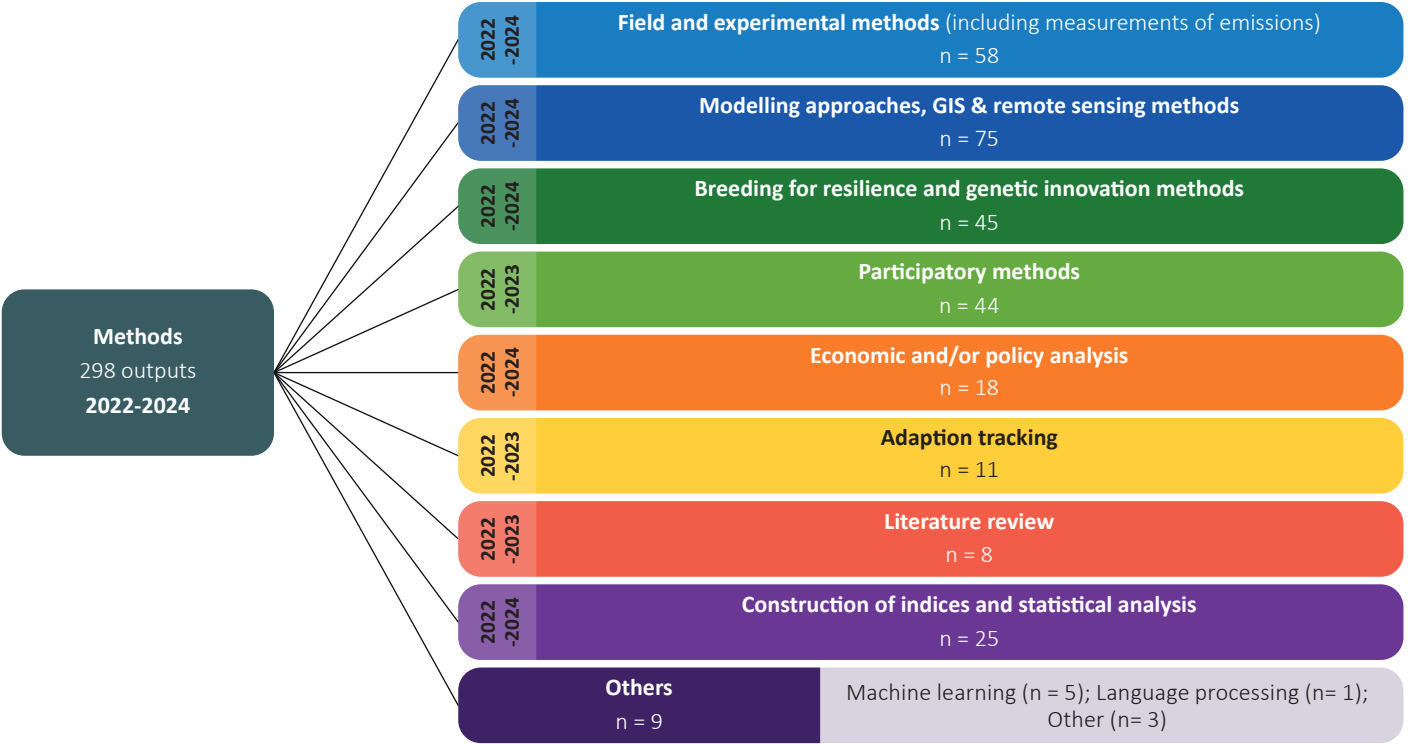 Methods
298 outputs
2022-2024
2022
-2024
Field and experimental methods (including measurements of emissions)
n = 58
2022
-2024
Modelling approaches, GIS & remote sensing methods
n = 75
2022
-2024
Breeding for resilience and genetic innovation methods
n = 45
2022
-2023
Participatory methods
n = 44
2022
-2024
Economic and/or policy analysis
n = 18
2022
-2023
Adaption tracking
n = 11
2022
-2023
Literature review
n = 8
2022
-2024
Construction of indices and statistical analysis
n = 25
Others
n = 9
Machine learning (n = 5); Language processing (n= 1);
Other (n= 3)